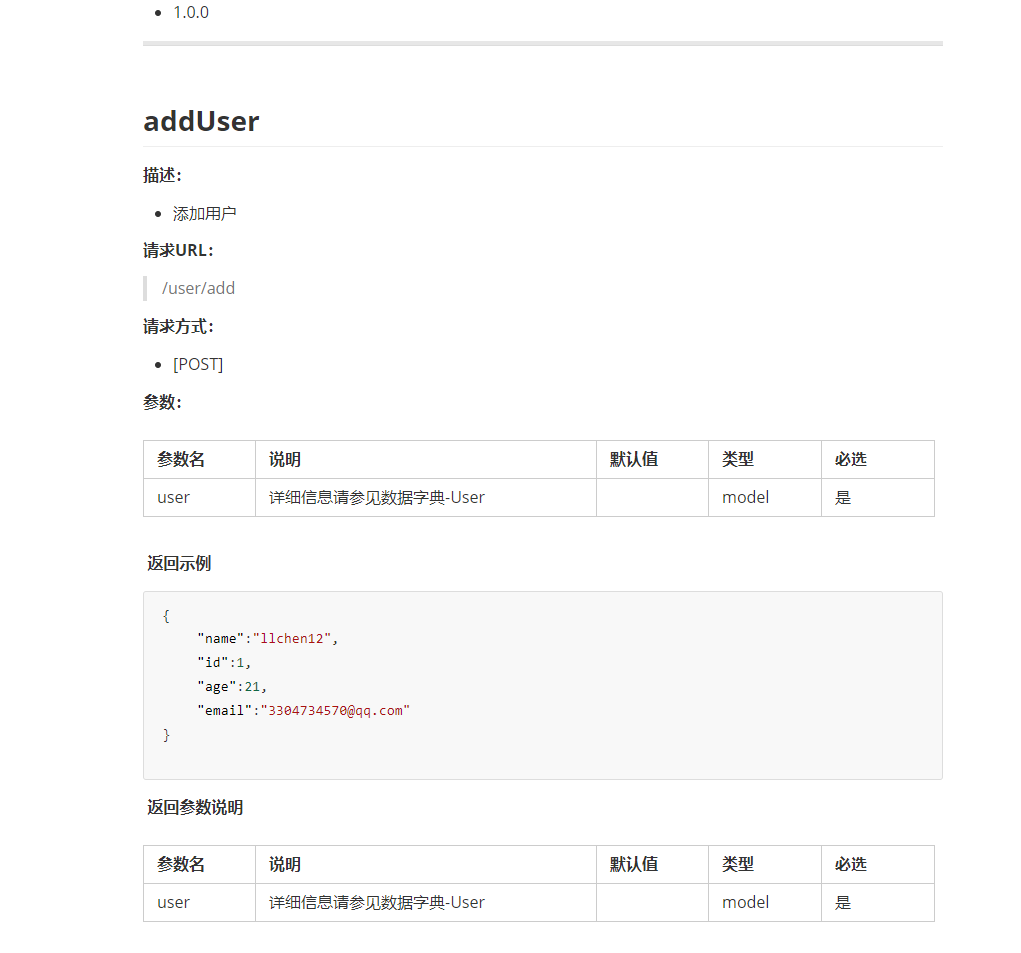 1.0.0
addUser
描述：
添加用户
请求URL：
/user/add
请求方式：
[POST]
参数：
参数名 说明 默认值 类型 必选
user 详细信息请参见数据字典-User model 是
返回示例
{
"name":"llchen12",
"id":1,
"age":21,
"email":"3304734570@qq.com"
}
返回参数说明
参数名 说明 默认值 类型 必选
user 详细信息请参见数据字典-User model 是